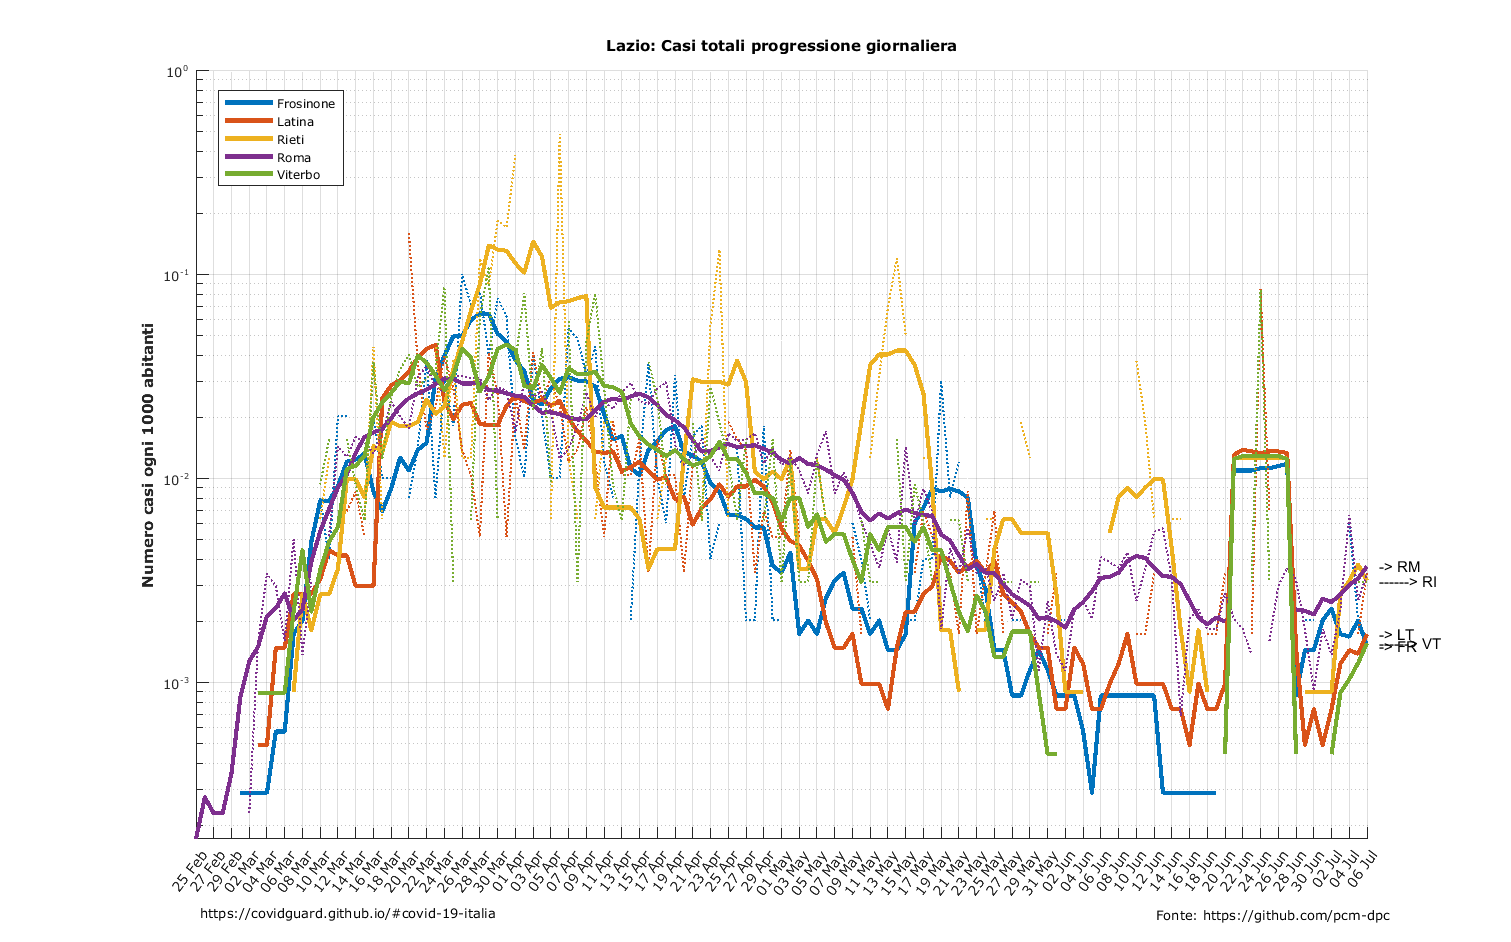 Lazio: Casi totali progressione giornaliera
Numero casi ogni 1000 abitanti
10^0
10^-1
10^-2
10^-3
Frosinone
Latina
Rieti
Roma
Viterbo
-> RM
------> RI
-> LT
------> VT
-> FR
25 Feb
27 Feb
29 Feb
02 Mar
04 Mar
06 Mar
08 Mar
10 Mar
12 Mar
14 Mar
16 Mar
18 Mar
20 Mar
22 Mar
24 Mar
26 Mar
28 Mar
30 Mar
01 Apr
03 Apr
05 Apr
07 Apr
09 Apr
11 Apr
13 Apr
15 Apr
17 Apr
19 Apr
21 Apr
23 Apr
25 Apr
27 Apr
29 Apr
01 May
03 May
05 May
07 May
09 May
11 May
13 May
15 May
17 May
19 May
21 May
23 May
25 May
27 May
29 May
31 May
02 Jun
04 Jun
06 Jun
08 Jun
10 Jun
12 Jun
14 Jun
16 Jun
18 Jun
20 Jun
22 Jun
24 Jun
26 Jun
28 Jun
30 Jun
02 Jul
04 Jul
06 Jul
https://covidguard.github.io/#covid-19-italia
Fonte: https://github.com/pcm-dpc